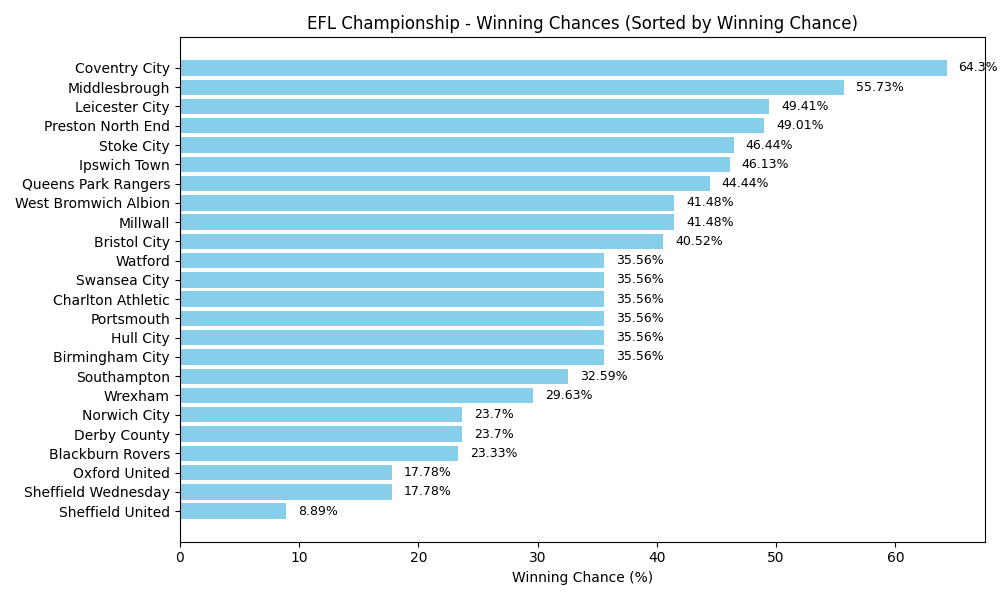 EFL Championship - Winning Chances (Sorted by Winning Chance)
Coventry City 64.3%
Middlesbrough 55.73%
Leicester City 49.41%
Preston North End 49.01%
Stoke City 46.44%
Ipswich Town 46.13%
Queens Park Rangers 44.44%
West Bromwich Albion 41.48%
Millwall 41.48%
Bristol City 40.52%
Watford 35.56%
Swansea City 35.56%
Charlton Athletic 35.56%
Portsmouth 35.56%
Hull City 35.56%
Birmingham City 35.56%
Southampton 32.59%
Wrexham 29.63%
Norwich City 23.7%
Derby County 23.7%
Blackburn Rovers 23.33%
Oxford United 17.78%
Sheffield Wednesday 17.78%
Sheffield United 8.89%
0 10 20 30 40 50 60
Winning Chance (%)